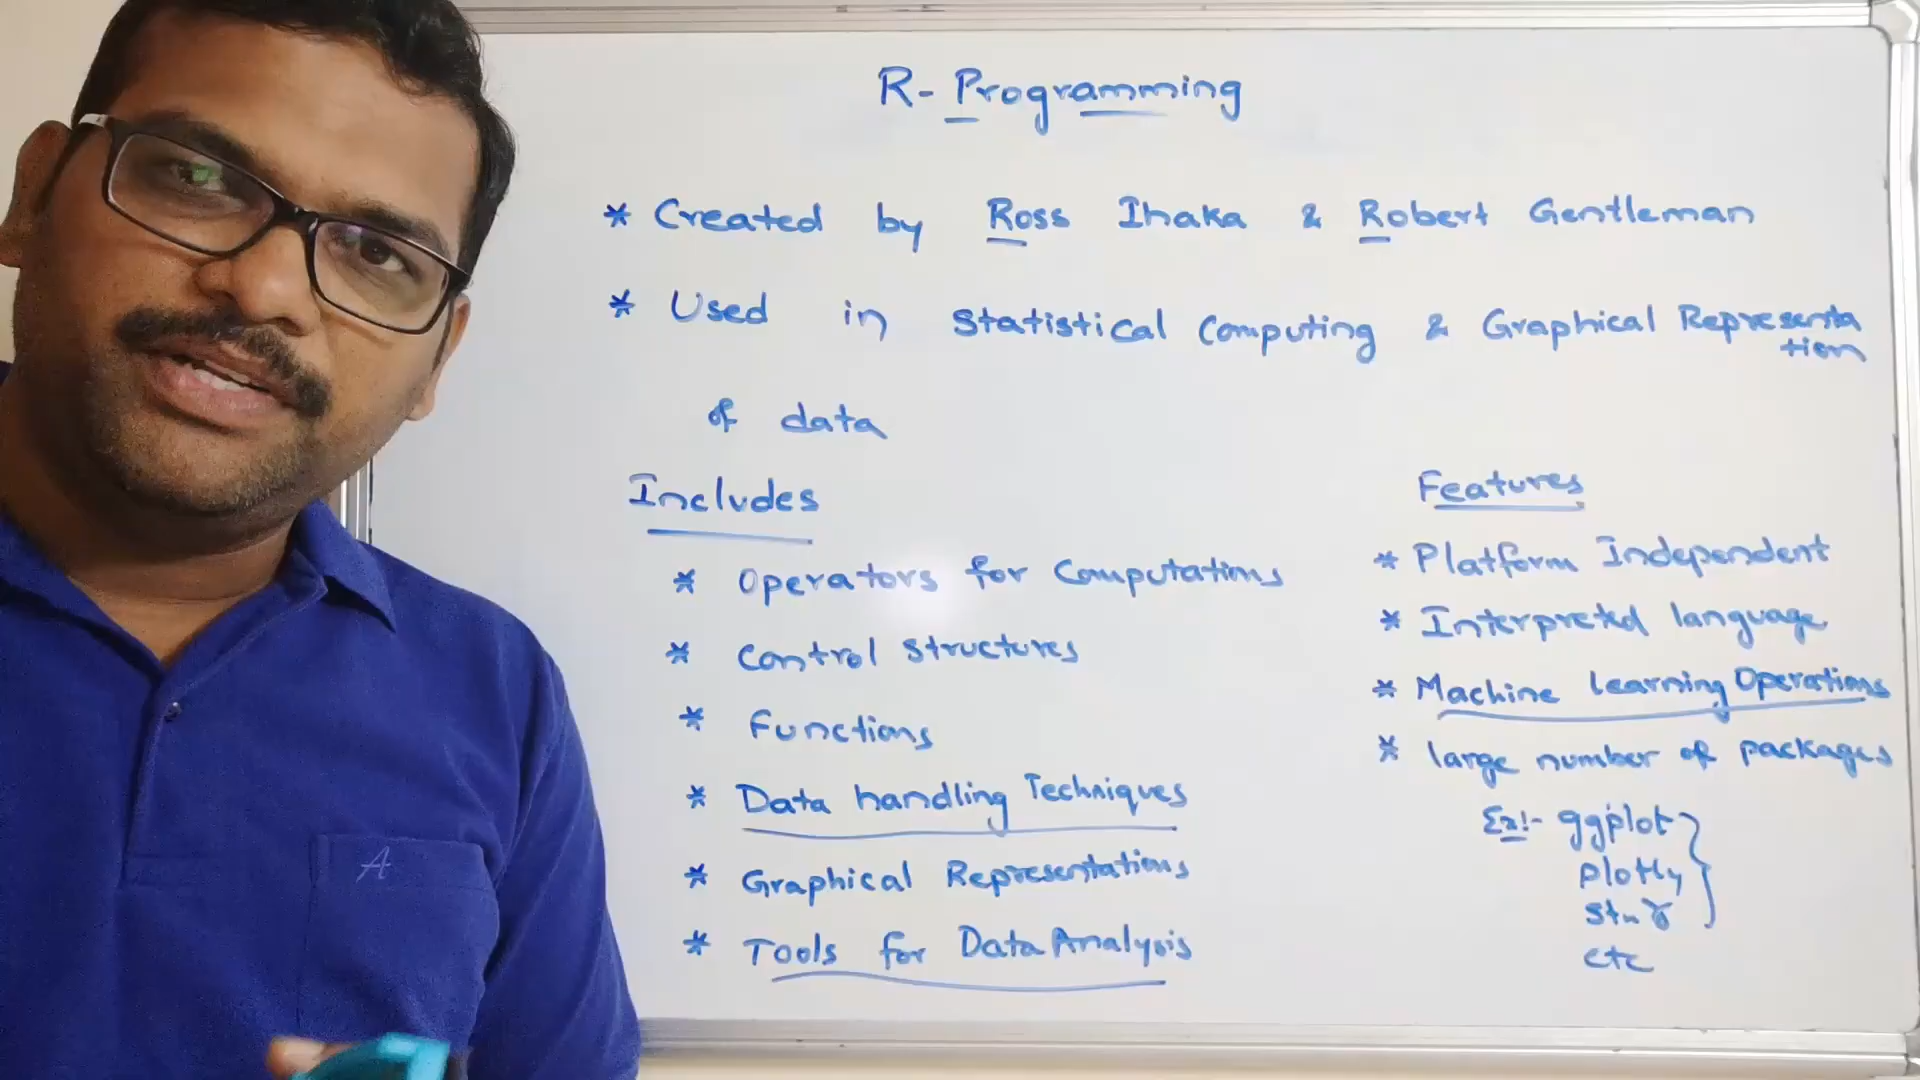 R-Programming
* Created by Ross Ihaka & Robert Gentleman
* Used in Statistical Computing & Graphical Representa
tion
of data
Includes
* Operators for Computations
* Control structures
* Functions
* Data handling Techniques
* Graphical Representations
* Tools for Data Analysis
Features
* Platform Independent
* Interpreted language
* Machine learning Operations
* large number of packages
Ex:- ggplot
plotly
etc
A